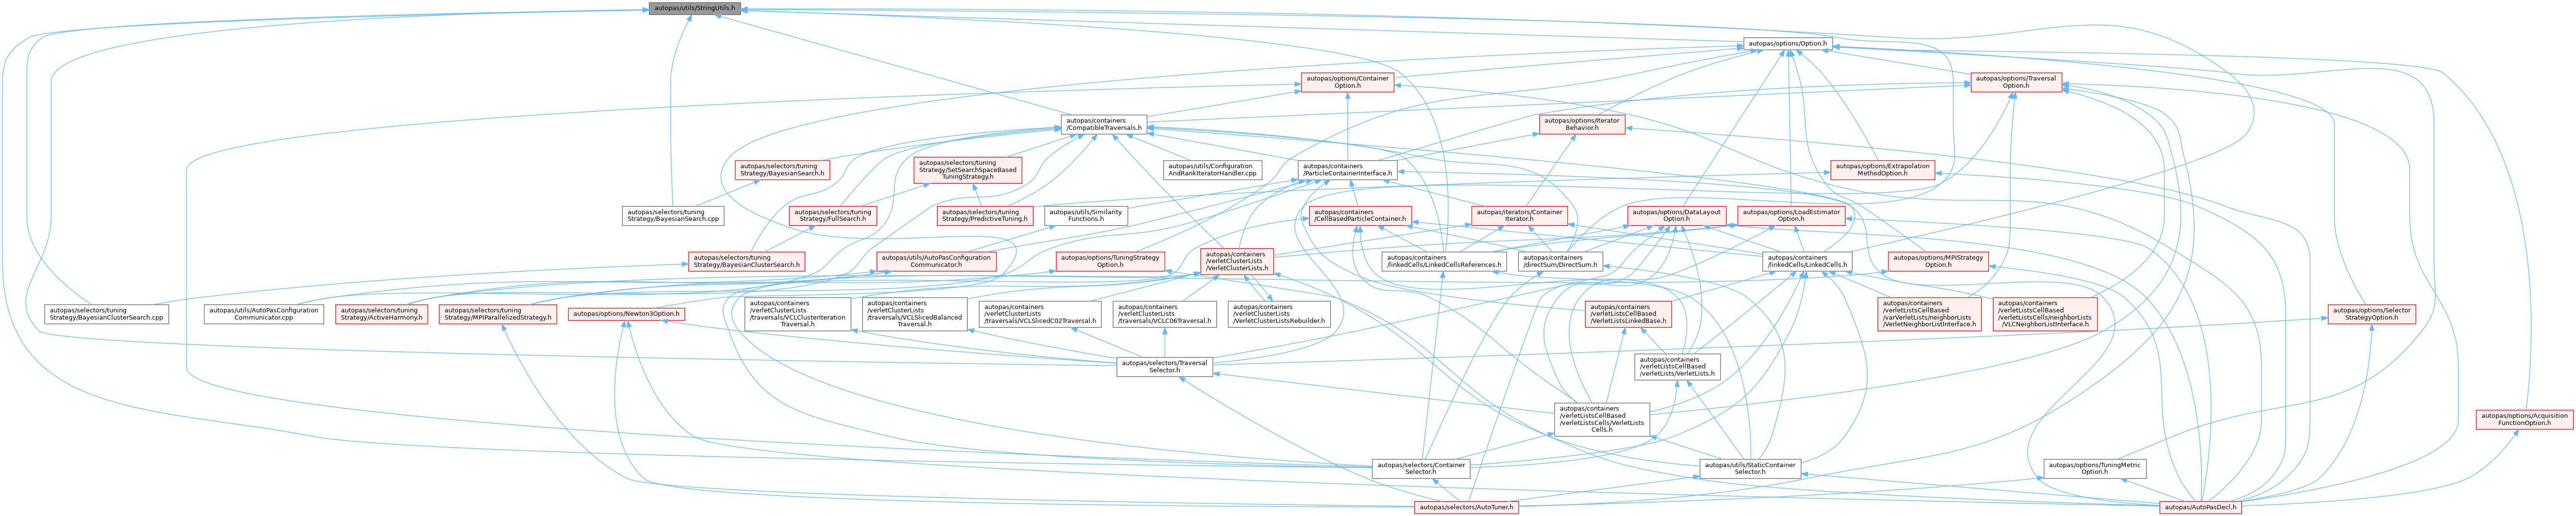 autopas/utils/StringUtils.h
autopas/options/Option.h
autopas/options/Container
Option.h
autopas/options/Traversal
Option.h
autopas/containers
/CompatibleTraversals.h
autopas/options/Iterator
Behavior.h
autopas/selectors/tuning
Strategy/BayesianSearch.h
autopas/selectors/tuning
Strategy/SetSearchSpaceBased
TuningStrategy.h
autopas/utils/Configuration
AndRankIteratorHandler.cpp
autopas/containers
/ParticleContainerInterface.h
autopas/options/Extrapolation
MethodOption.h
autopas/selectors/tuning
Strategy/BayesianSearch.cpp
autopas/selectors/tuning
Strategy/FullSearch.h
autopas/selectors/tuning
Strategy/PredictiveTuning.h
autopas/utils/Similarity
Functions.h
autopas/containers
/CellBasedParticleContainer.h
autopas/iterators/Container
Iterator.h
autopas/options/DataLayout
Option.h
autopas/options/LoadEstimator
Option.h
autopas/selectors/tuning
Strategy/BayesianClusterSearch.h
autopas/utils/AutoPasConfiguration
Communicator.h
autopas/options/TuningStrategy
Option.h
autopas/containers
/verletClusterLists
/VerletClusterLists.h
autopas/containers
/linkedCells/LinkedCellsReferences.h
autopas/containers
/directSum/DirectSum.h
autopas/containers
/linkedCells/LinkedCells.h
autopas/options/MPIStrategy
Option.h
autopas/selectors/tuning
Strategy/BayesianClusterSearch.cpp
autopas/utils/AutoPasConfiguration
Communicator.cpp
autopas/selectors/tuning
Strategy/ActiveHarmony.h
autopas/selectors/tuning
Strategy/MPIParallelizedStrategy.h
autopas/options/Newton3Option.h
autopas/containers
/verletClusterLists
/traversals/VCLClusterIteration
Traversal.h
autopas/containers
/verletClusterLists
/traversals/VCLSlicedBalanced
Traversal.h
autopas/containers
/verletClusterLists
/traversals/VCLSlicedC02Traversal.h
autopas/containers
/verletClusterLists
/traversals/VCLC06Traversal.h
autopas/containers
/verletClusterLists
/VerletClusterListsRebuilder.h
autopas/containers
/verletListsCellBased
/VerletListsLinkedBase.h
autopas/containers
/verletListsCellBased
/varVerletLists/neighborLists
/VerletNeighborListInterface.h
autopas/containers
/verletListsCellBased
/verletListsCells/neighborLists
/VLCNeighborListInterface.h
autopas/options/Selector
StrategyOption.h
autopas/selectors/Traversal
Selector.h
autopas/containers
/verletListsCellBased
/verletLists/VerletLists.h
autopas/containers
/verletListsCellBased
/verletListsCells/VerletLists
Cells.h
autopas/options/Acquisition
FunctionOption.h
autopas/selectors/Container
Selector.h
autopas/utils/StaticContainer
Selector.h
autopas/options/TuningMetric
Option.h
autopas/selectors/AutoTuner.h
autopas/AutoPasDecl.h